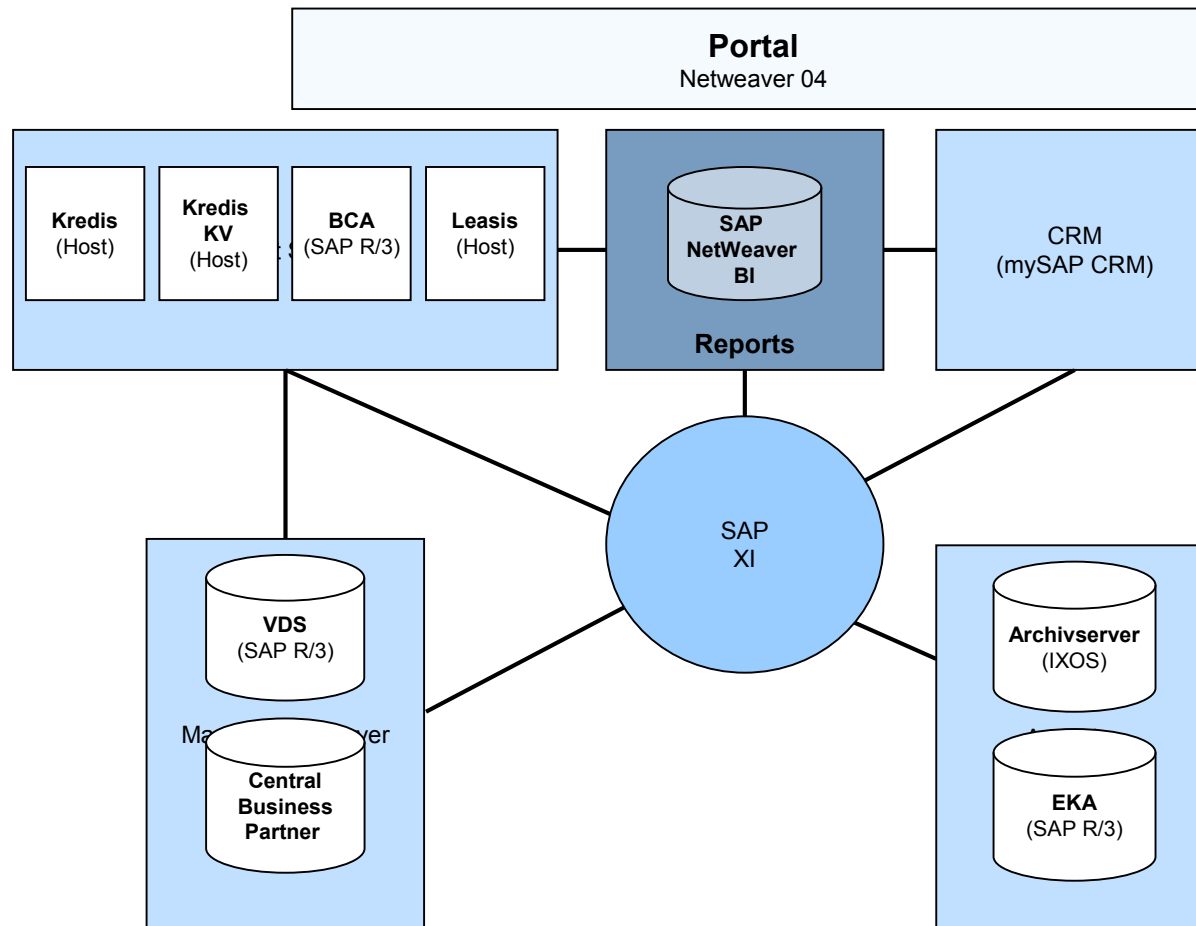 Portal
Netweaver 04
Kredis
(Host)
Kredis
KV
(Host)
BCA
(SAP R/3)
Leasis
(Host)
SAP
NetWeaver
BI
Reports
CRM
(mySAP CRM)
SAP
XI
VDS
(SAP R/3)
Central
Business
Partner
Archivserver
(IXOS)
EKA
(SAP R/3)